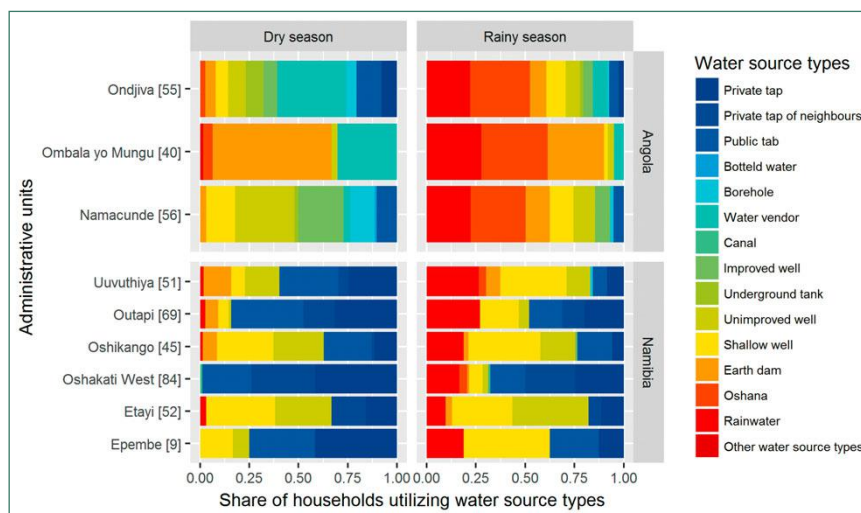 Dry season
Rainy season
Water source types
Private tap
Private tap of neighbours
Public tab
Botteld water
Borehole
Water vendor
Canal
Improved well
Underground tank
Unimproved well
Shallow well
Earth dam
Oshana
Rainwater
Other water source types
Administrative units
Ondjiva [55]
Ombala yo Mungu [40]
Namacunde [56]
Angola
Uuvuthiya [51]
Outapi [69]
Oshikango [45]
Oshakati West [84]
Etayi [52]
Epembe [9]
Namibia
0.00 0.25 0.50 0.75 1.00 0.00 0.25 0.50 0.75 1.00
Share of households utilizing water source types